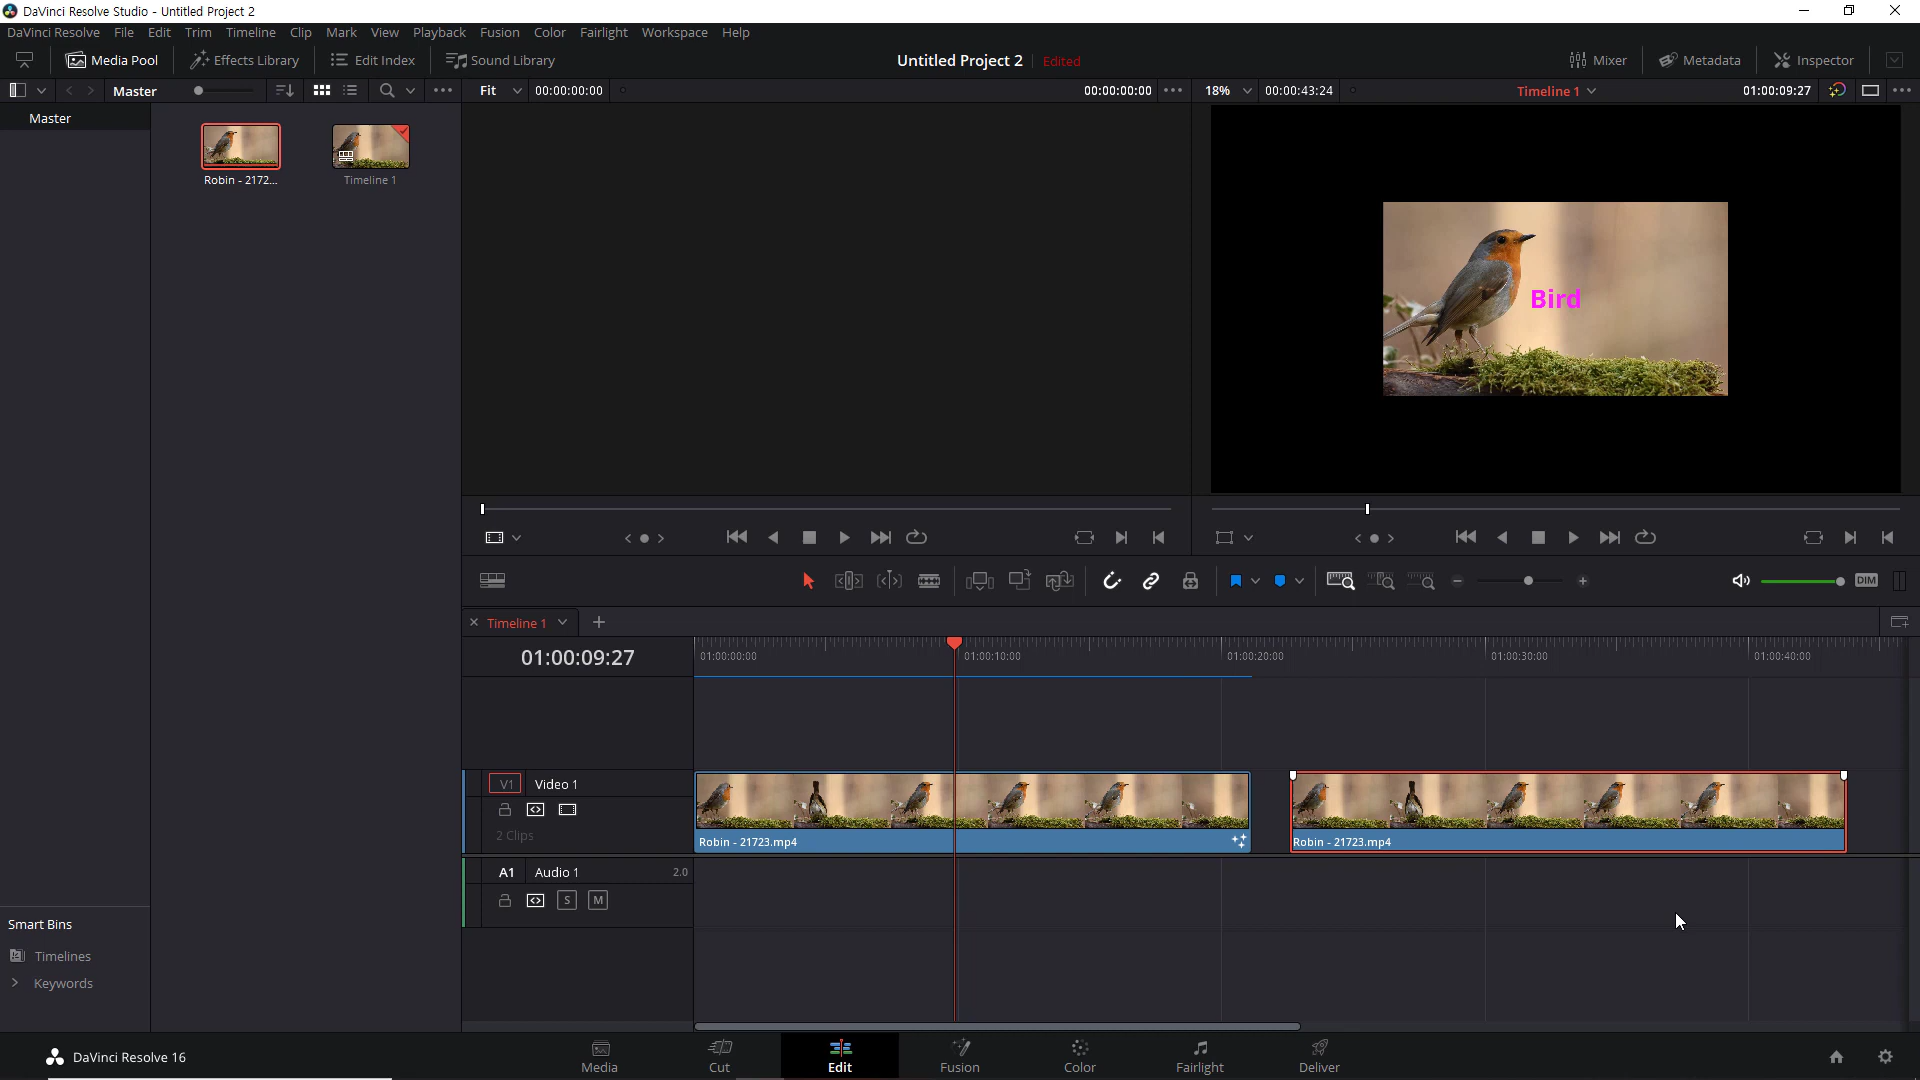 DaVinci Resolve Studio - Untitled Project 2
DaVinci Resolve File Edit Trim Timeline Clip Mark View Playback Fusion Color Fairlight Workspace Help
Media Pool Effects Library Edit Index Sound Library Untitled Project 2 Edited Mixer Metadata Inspector
Master Fit 00:00:00:00 00:00:00:00 18% 00:00:43:24 Timeline 1 01:00:09:27
Master
Robin - 2172... Timeline 1
Bird
DIM
Timeline 1
01:00:09:27 01:00:00:00 01:00:10:00 01:00:20:00 01:00:30:00 01:00:40:00
V1 Video 1
2 Clips
Robin - 21723.mp4 Robin - 21723.mp4
A1 Audio 1 2.0
S M
Smart Bins
Timelines
Keywords
DaVinci Resolve 16 Media Cut Edit Fusion Color Fairlight Deliver